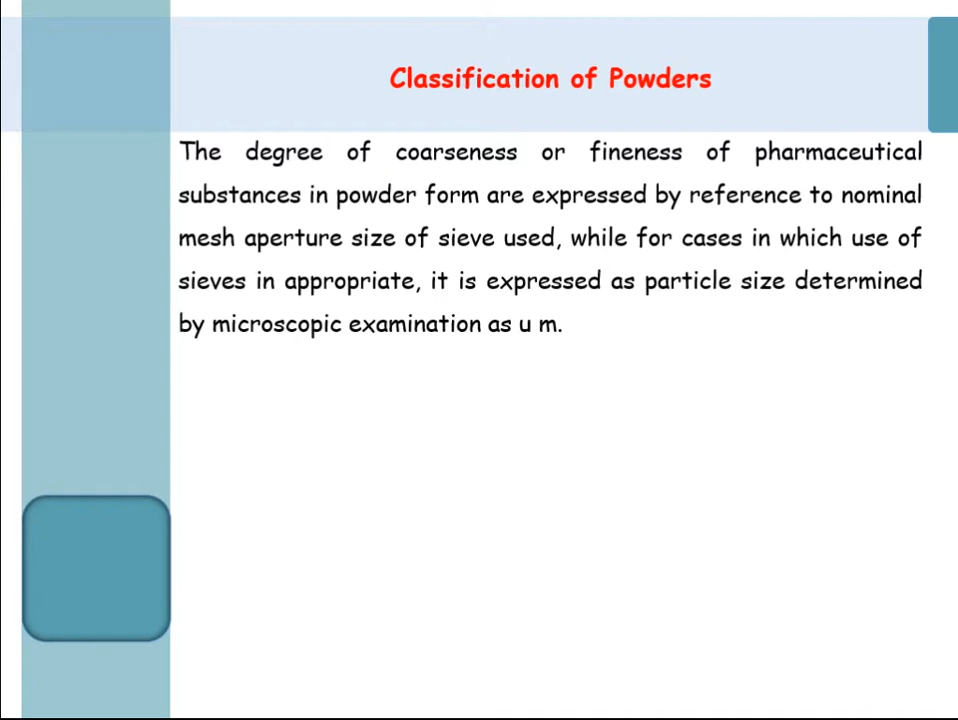 Classification of Powders
The degree of coarseness or fineness of pharmaceutical
substances in powder form are expressed by reference to nominal
mesh aperture size of sieve used, while for cases in which use of
sieves in appropriate, it is expressed as particle size determined
by microscopic examination as u m.